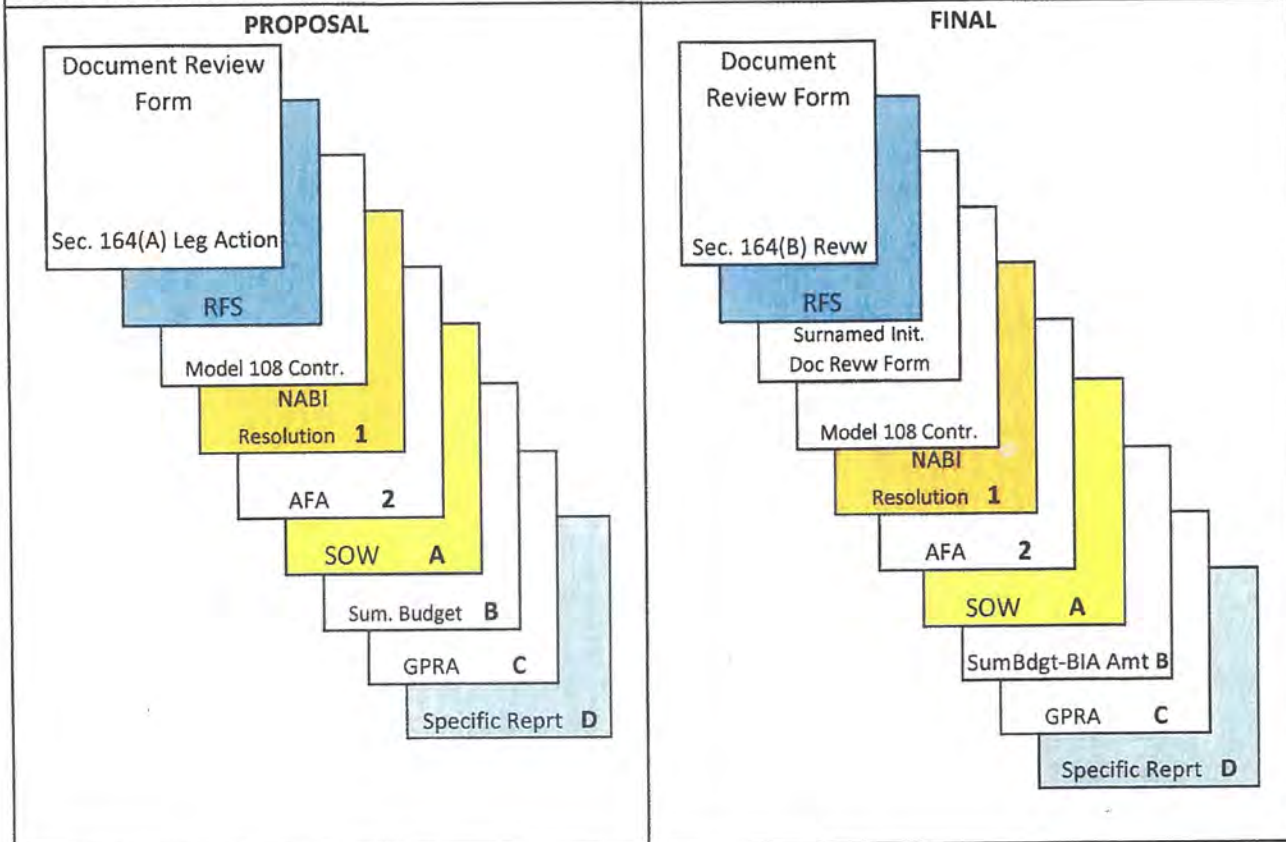 PROPOSAL
Document Review
Form
Sec. 164(A) Leg Action
RFS
Model 108 Contr.
NABI
Resolution 1
AFA 2
SOW A
Sum. Budget B
GPRA C
Specific Reprt D
FINAL
Document
Review Form
Sec. 164(B) Revw
RFS
Surnamed Init.
Doc Revw Form
Model 108 Contr.
NABI
Resolution 1
AFA 2
SOW A
SumBdgt-BIA Amt B
GPRA C
Specific Reprt D